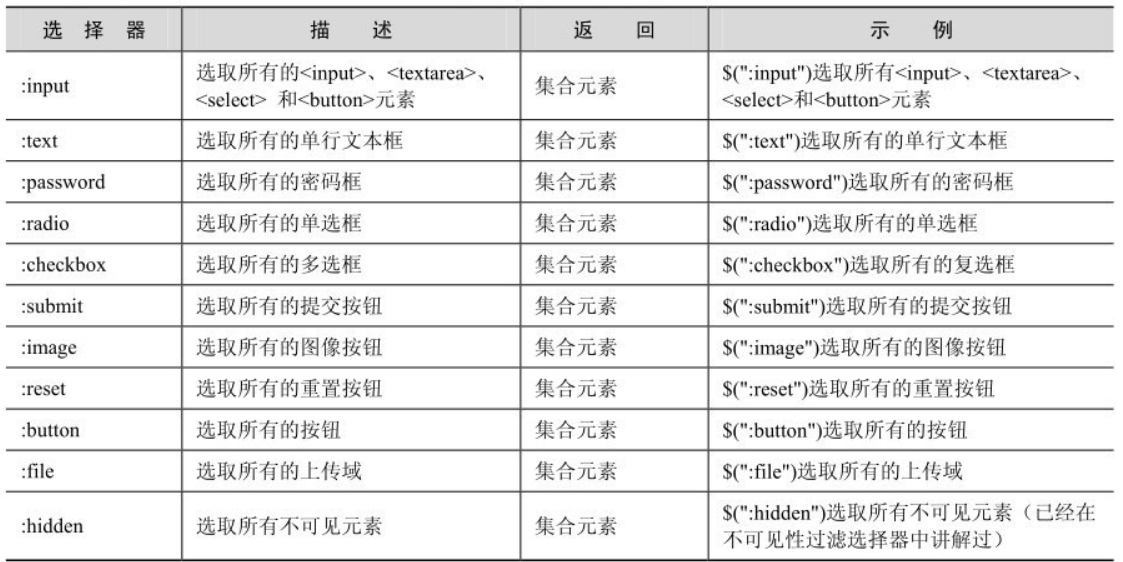 选 择 器 描 述 返 回 示 例
:input 选取所有的<input>、<textarea>、 集合元素 $(":input")选取所有<input>、<textarea>、
<select> 和<button>元素 <select>和<button>元素
:text 选取所有的单行文本框 集合元素 $(":text")选取所有的单行文本框
:password 选取所有的密码框 集合元素 $(":password")选取所有的密码框
:radio 选取所有的单选框 集合元素 $(":radio")选取所有的单选框
:checkbox 选取所有的多选框 集合元素 $(":checkbox")选取所有的复选框
:submit 选取所有的提交按钮 集合元素 $(":submit")选取所有的提交按钮
:image 选取所有的图像按钮 集合元素 $(":image")选取所有的图像按钮
:reset 选取所有的重置按钮 集合元素 $(":reset")选取所有的重置按钮
:button 选取所有的按钮 集合元素 $(":button")选取所有的按钮
:file 选取所有的上传域 集合元素 $(":file")选取所有的上传域
:hidden 选取所有不可见元素 集合元素 $(":hidden")选取所有不可见元素（已经在
不可见性过滤选择器中讲解过）